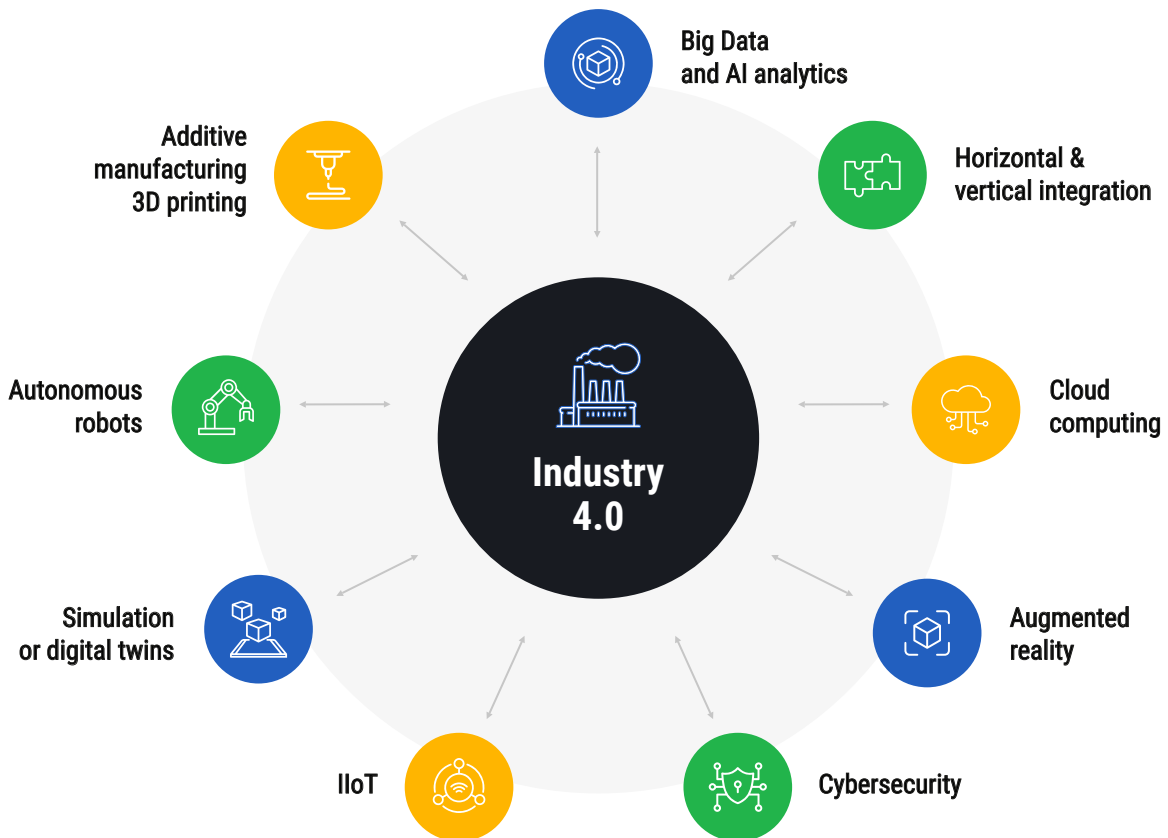 Big Data
and AI analytics
Additive
manufacturing
3D printing
Horizontal &
vertical integration
Autonomous
robots
Cloud
computing
Industry
4.0
Simulation
or digital twins
Augmented
reality
IIoT
Cybersecurity